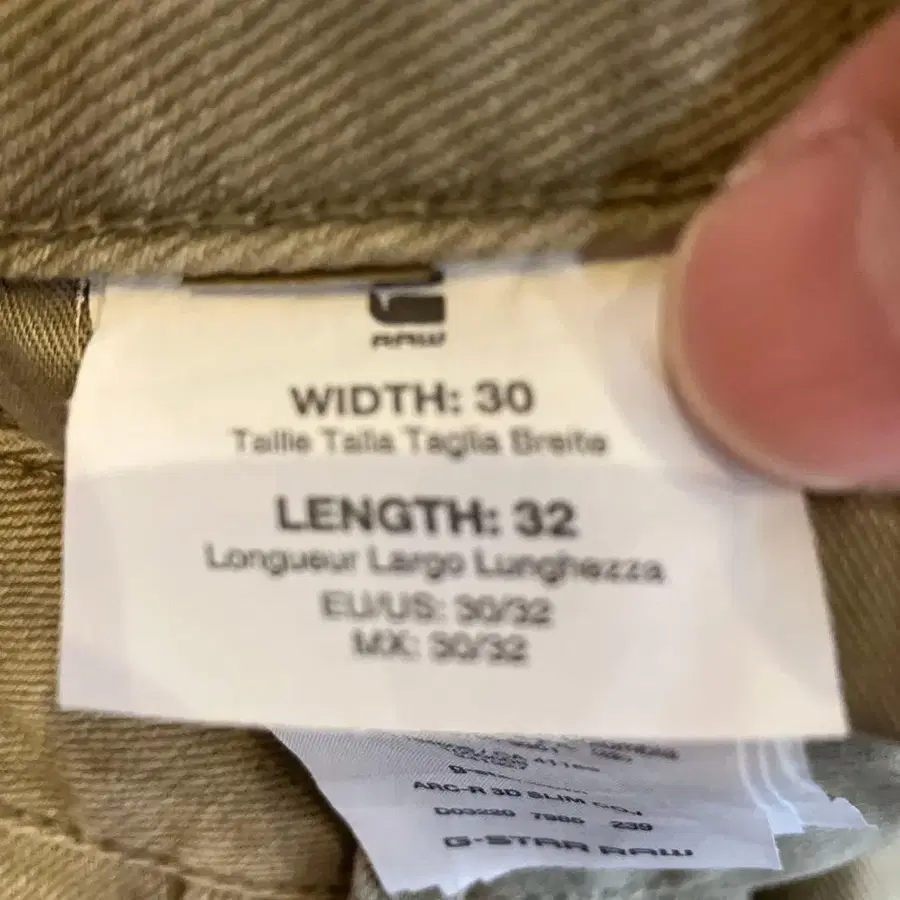 RAW
WIDTH: 30
Taille Talla Taglia Breite
LENGTH: 32
Longueur Largo Lunghezza
EU/US: 30/32
MX: 30/32
ARC-R 3D SLIM
G-STAR RAW